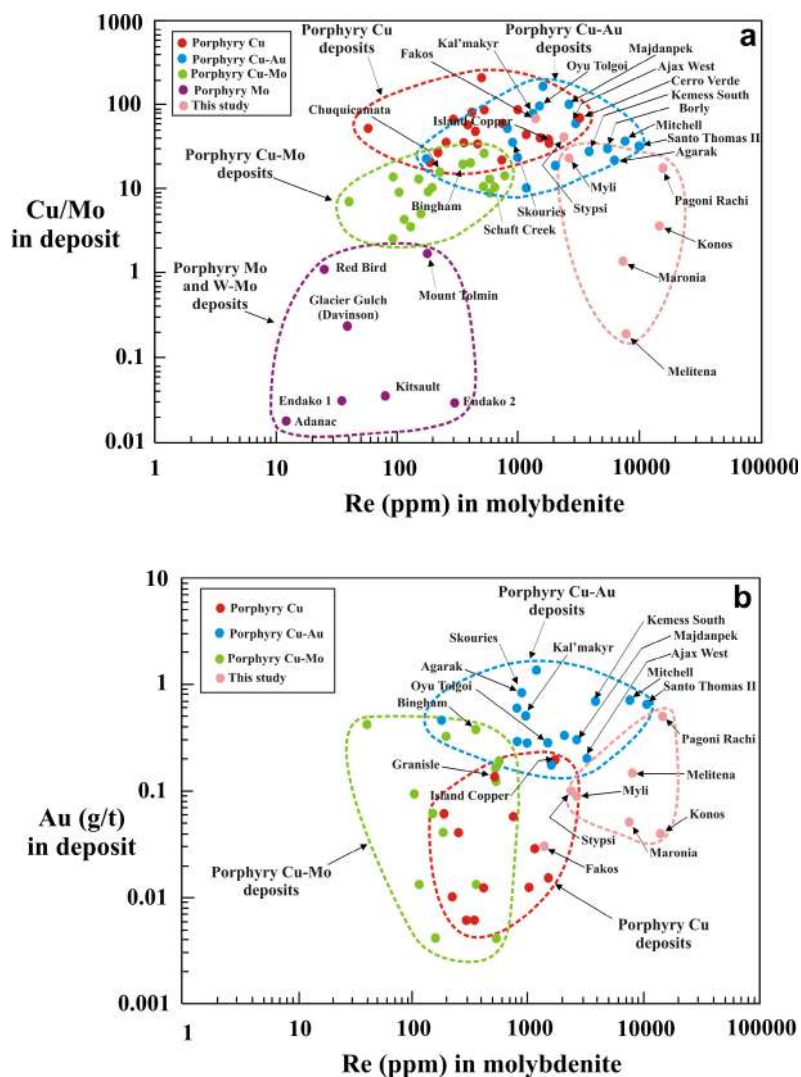 a
1000
100
10
1
0.1
0.01
Cu/Mo
in deposit
Porphyry Cu
Porphyry Cu-Au
Porphyry Cu-Mo
Porphyry Mo
This study
Porphyry
Cu deposits
Fakos
Kal'makyr
Porphyry Cu-Au
deposits
Oyu Tolgoi
Majdanpek
Ajax West
Cerro Verde
Kemess South
Borly
Mitchell
Santo Thomas II
Agarak
Chuquicamata
Island Copper
Porphyry Cu-Mo
deposits
Bingham
Skouries
Schaft Creek
Stypsi
Myli
Pagoni Rachi
Konos
Maronia
Melitena
Porphyry Mo
and W-Mo
deposits
Red Bird
Mount Tolmin
Glacier Gulch
(Davinson)
Endako 1
Kitsault
Endako 2
Adanac
1
10
100
1000
10000
100000
Re (ppm) in molybdenite
b
10
1
0.1
0.01
0.001
Au (g/t)
in deposit
Porphyry Cu
Porphyry Cu-Au
Porphyry Cu-Mo
This study
Porphyry Cu-Au
deposits
Skouries
Kal'makyr
Agarak
Oyu Tolgoi
Bingham
Kemess South
Majdanpek
Ajax West
Mitchell
Santo Thomas II
Pagoni Rachi
Granisle
Island Copper
Melitena
Myli
Konos
Stypsi
Maronia
Fakos
Porphyry Cu-Mo
deposits
Porphyry Cu
deposits
1
10
100
1000
10000
100000
Re (ppm) in molybdenite